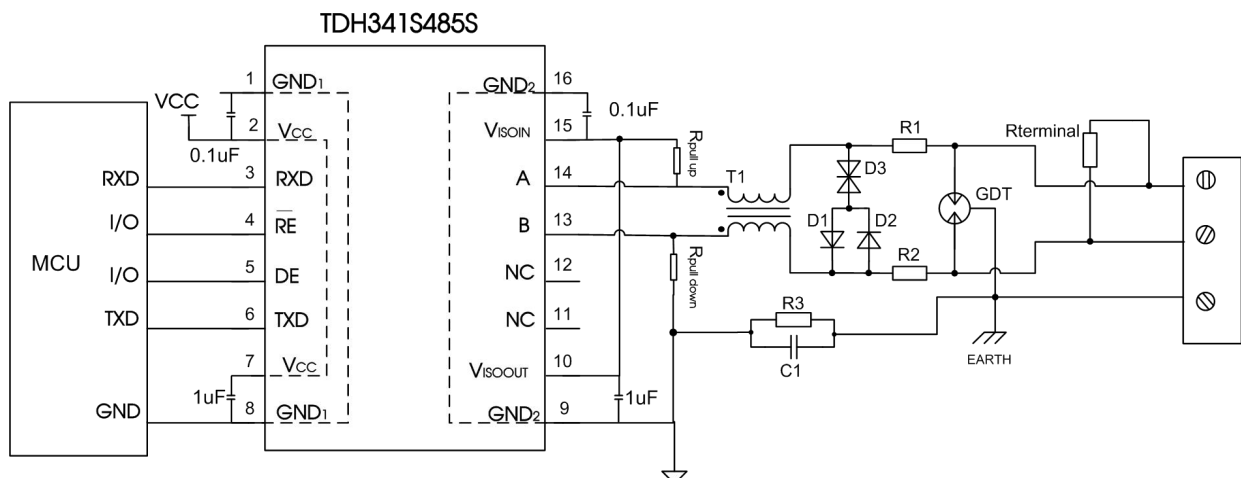 TDH341S485S
MCU
VCC
0.1uF
RXD
I/O
I/O
TXD
1uF
GND
1
2
3
4
5
6
7
8
GND1
VCC
RXD
RE
DE
TXD
VCC
GND1
GND2
VISOIN
A
B
NC
NC
VISOOUT
GND2
16
15
14
13
12
11
10
9
0.1uF
Rpull up
Rpull down
1uF
T1
D3
D1
D2
R1
R2
GDT
Rterminal
R3
C1
EARTH